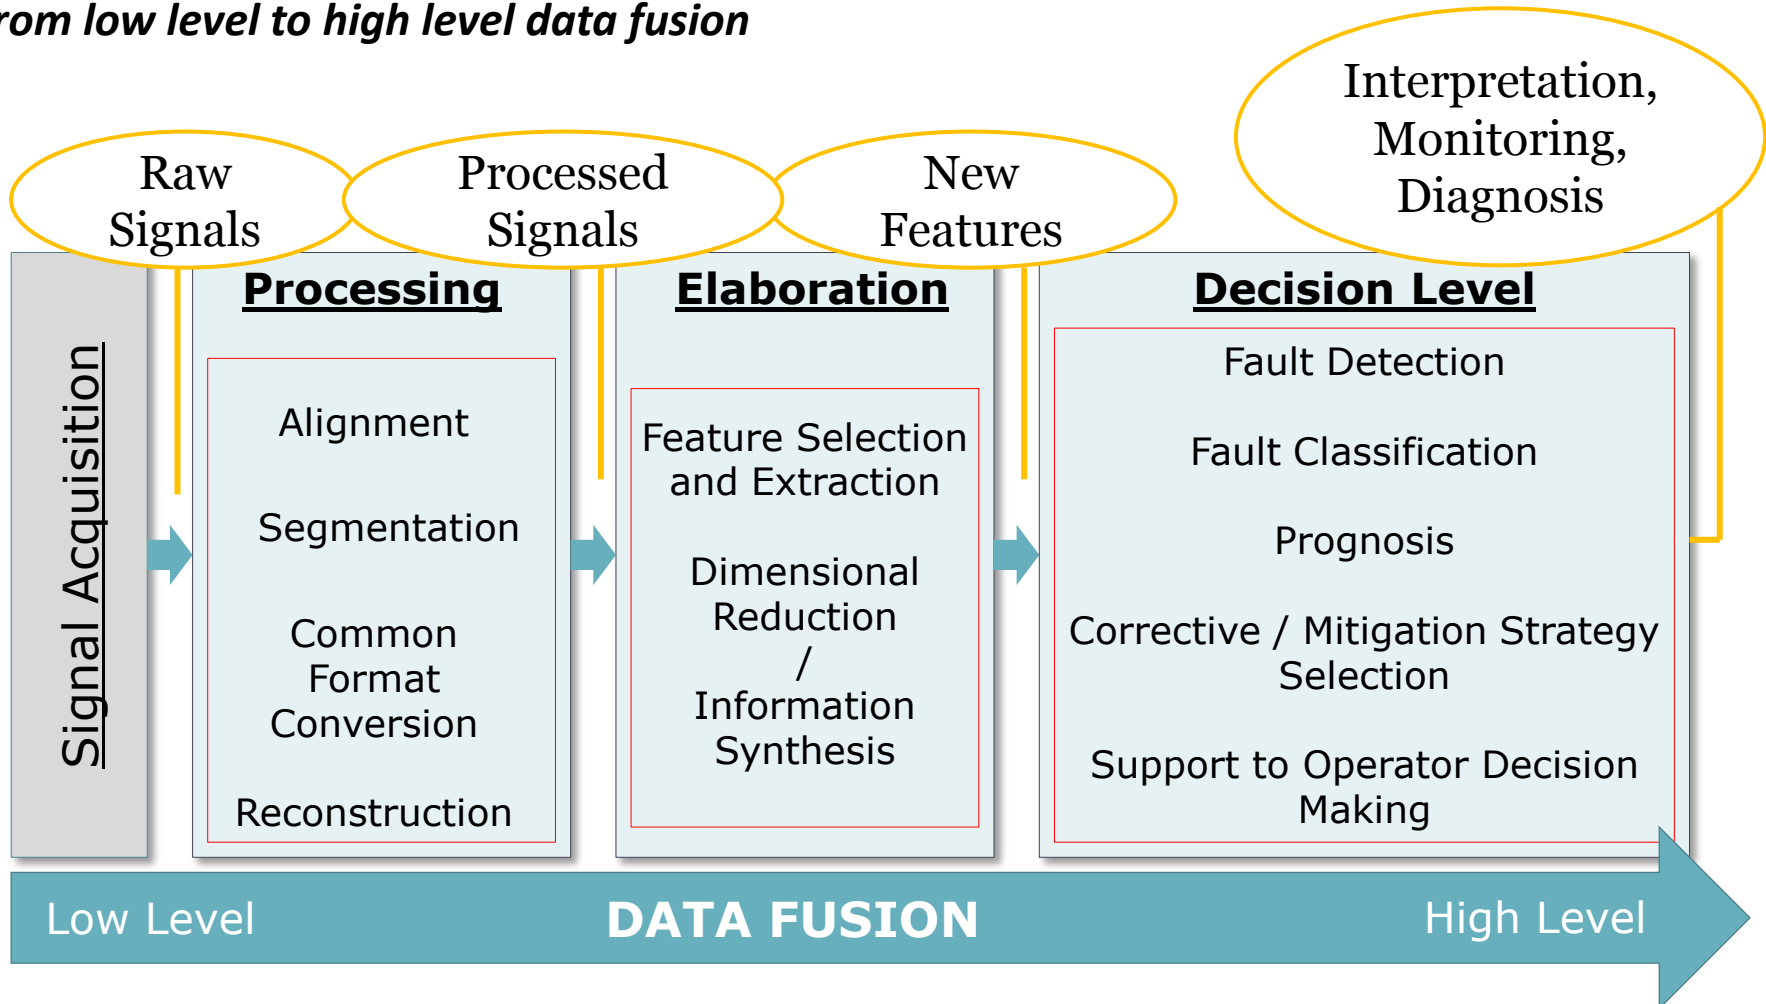 rom low level to high level data fusion
Raw
Signals
Processed
Signals
New
Features
Interpretation,
Monitoring,
Diagnosis
Signal Acquisition
Processing
Alignment
Segmentation
Common
Format
Conversion
Reconstruction
Elaboration
Feature Selection
and Extraction
Dimensional
Reduction
/
Information
Synthesis
Decision Level
Fault Detection
Fault Classification
Prognosis
Corrective / Mitigation Strategy
Selection
Support to Operator Decision
Making
Low Level
DATA FUSION
High Level